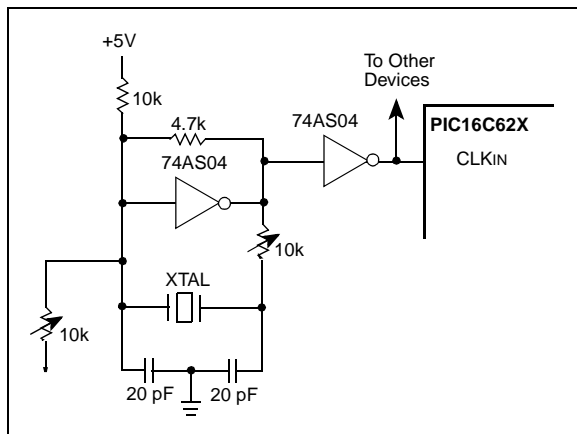 +5V
10k
4.7k
74AS04
74AS04
To Other
Devices
PIC16C62X
CLKIN
10k
XTAL
10k
20 pF
20 pF